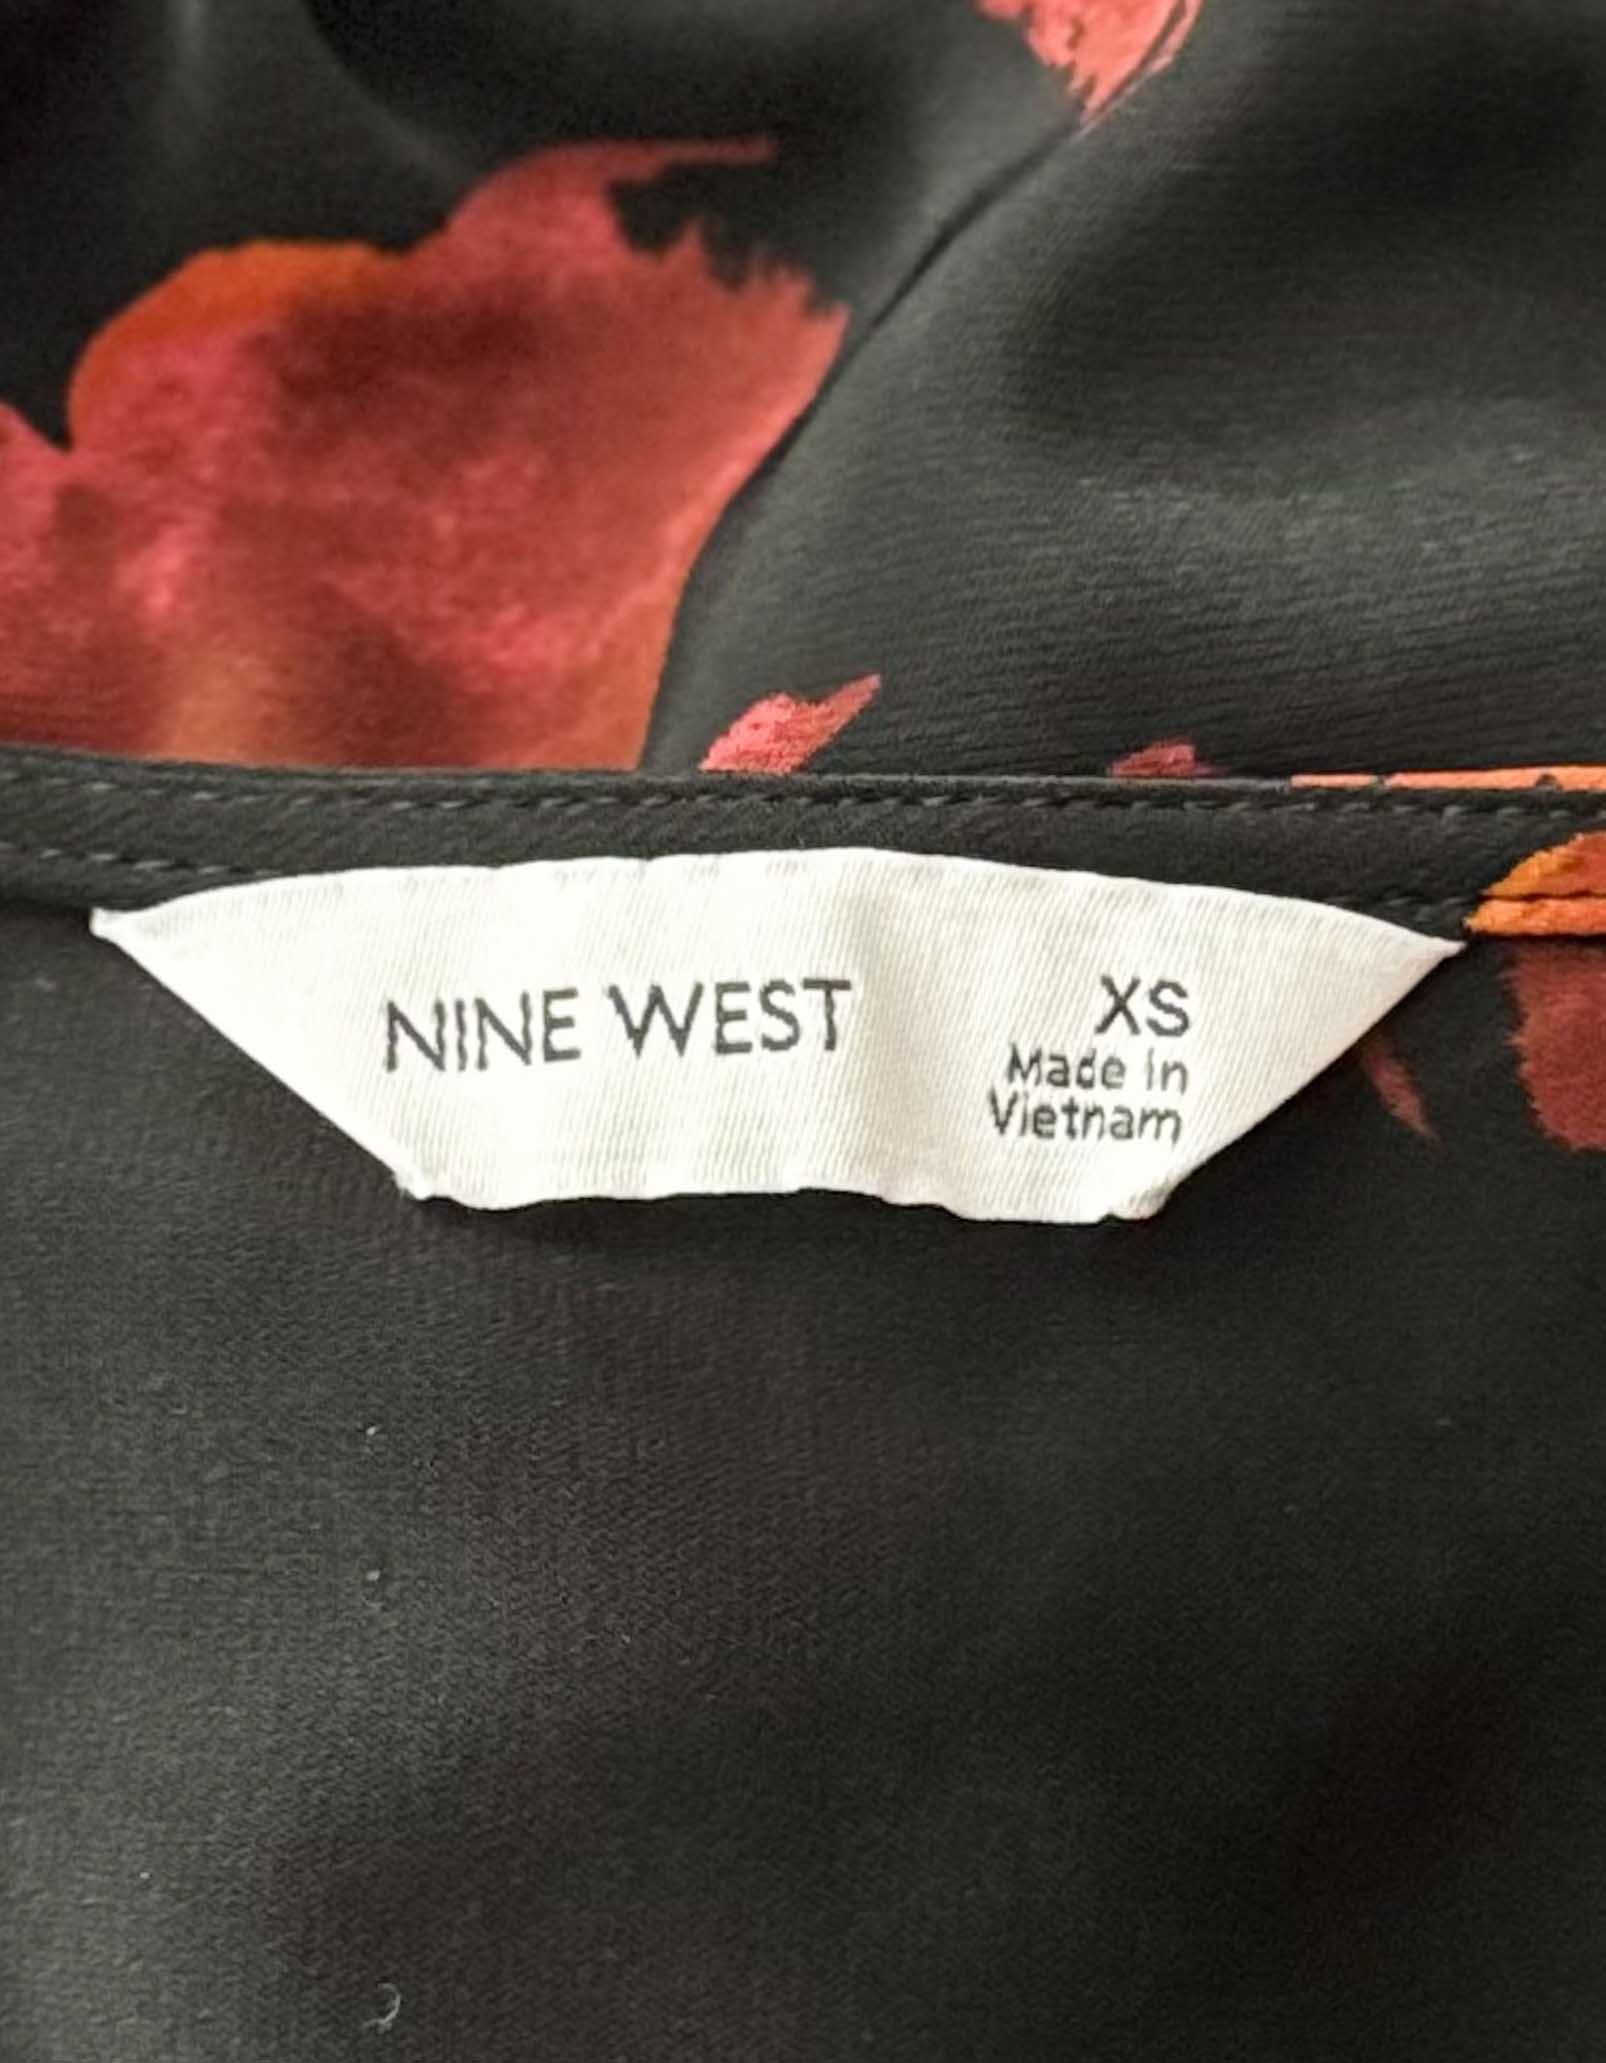 NINE WEST
XS
Made in
Vietnam